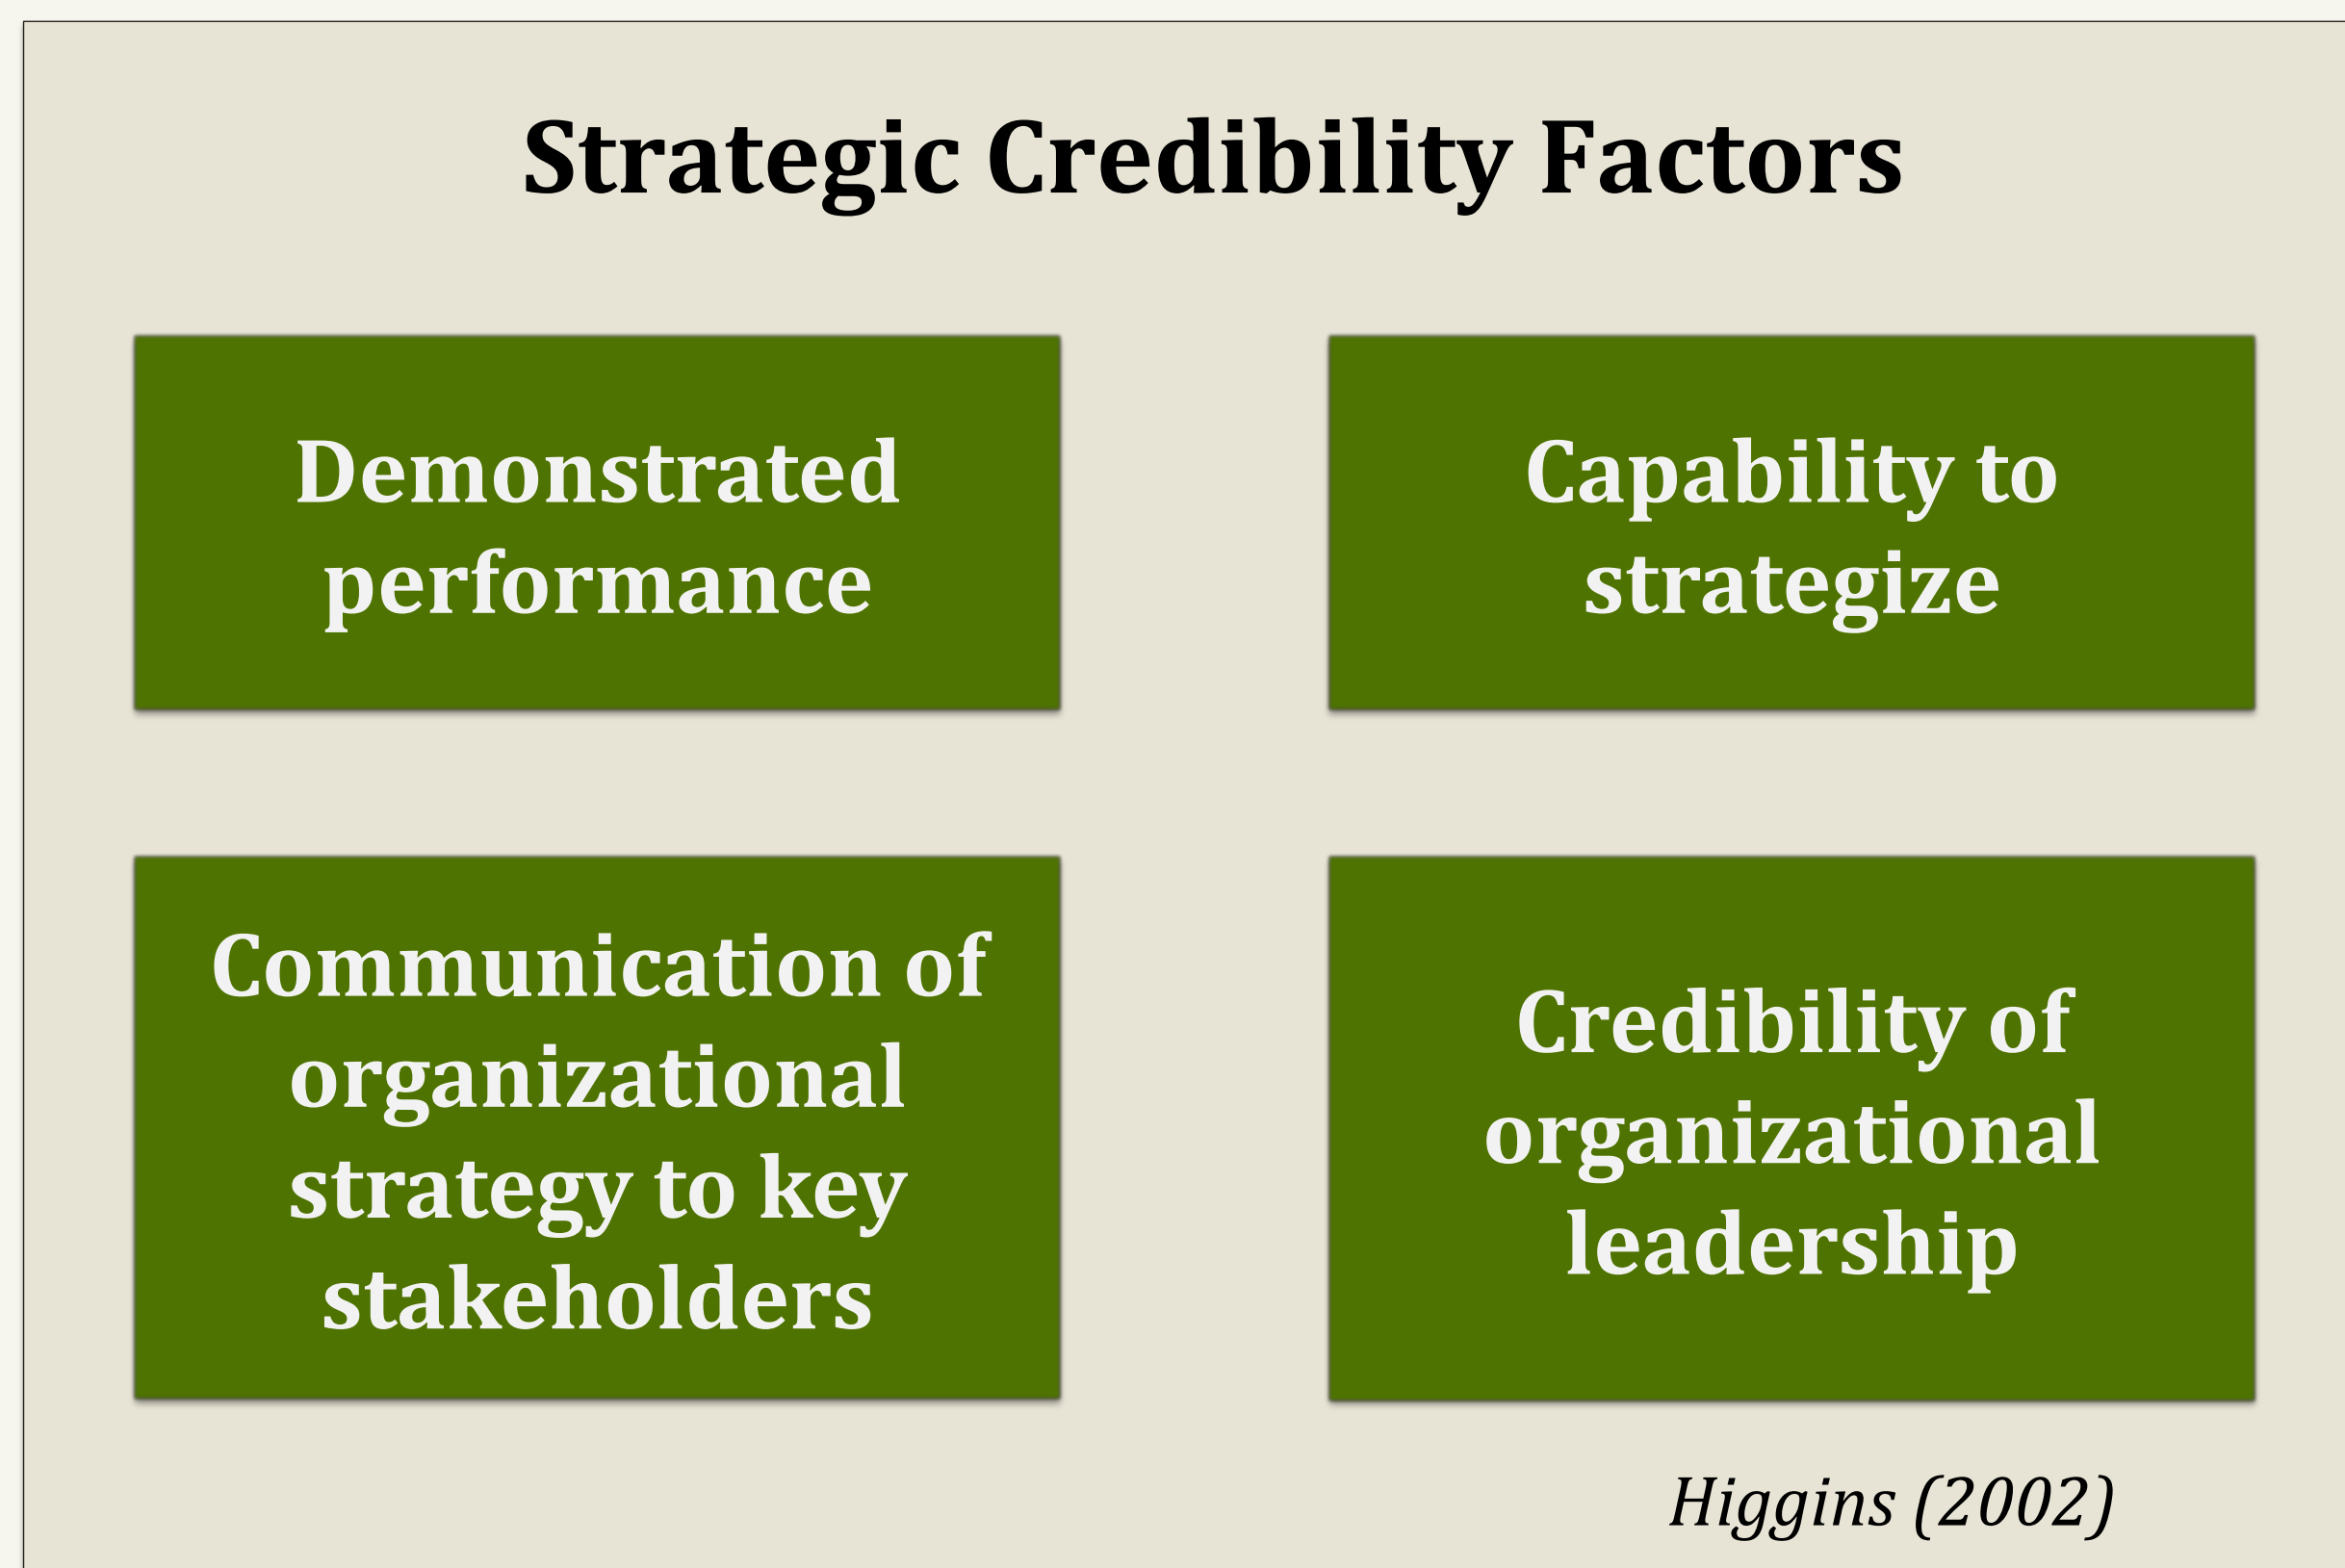 Strategic Credibility Factors
Demonstrated
performance
Capability to
strategize
Communication of
organizational
strategy to key
stakeholders
Credibility of
organizational
leadership
Higgins (2002)